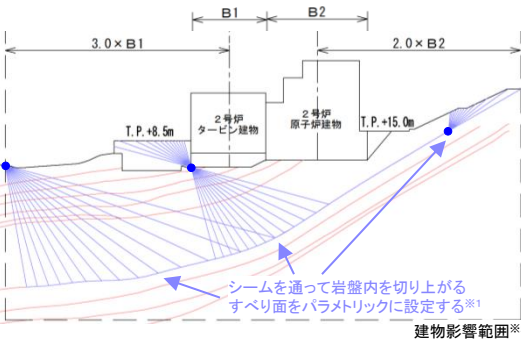 B1
B2
3.0×B1
2.0×B2
T.P.+8.5m
2号炉
タービン建物
2号炉
原子炉建物
T.P.+15.0m
シームを通って岩盤内を切り上がる
すべり面をパラメトリックに設定する※1
建物影響範囲※